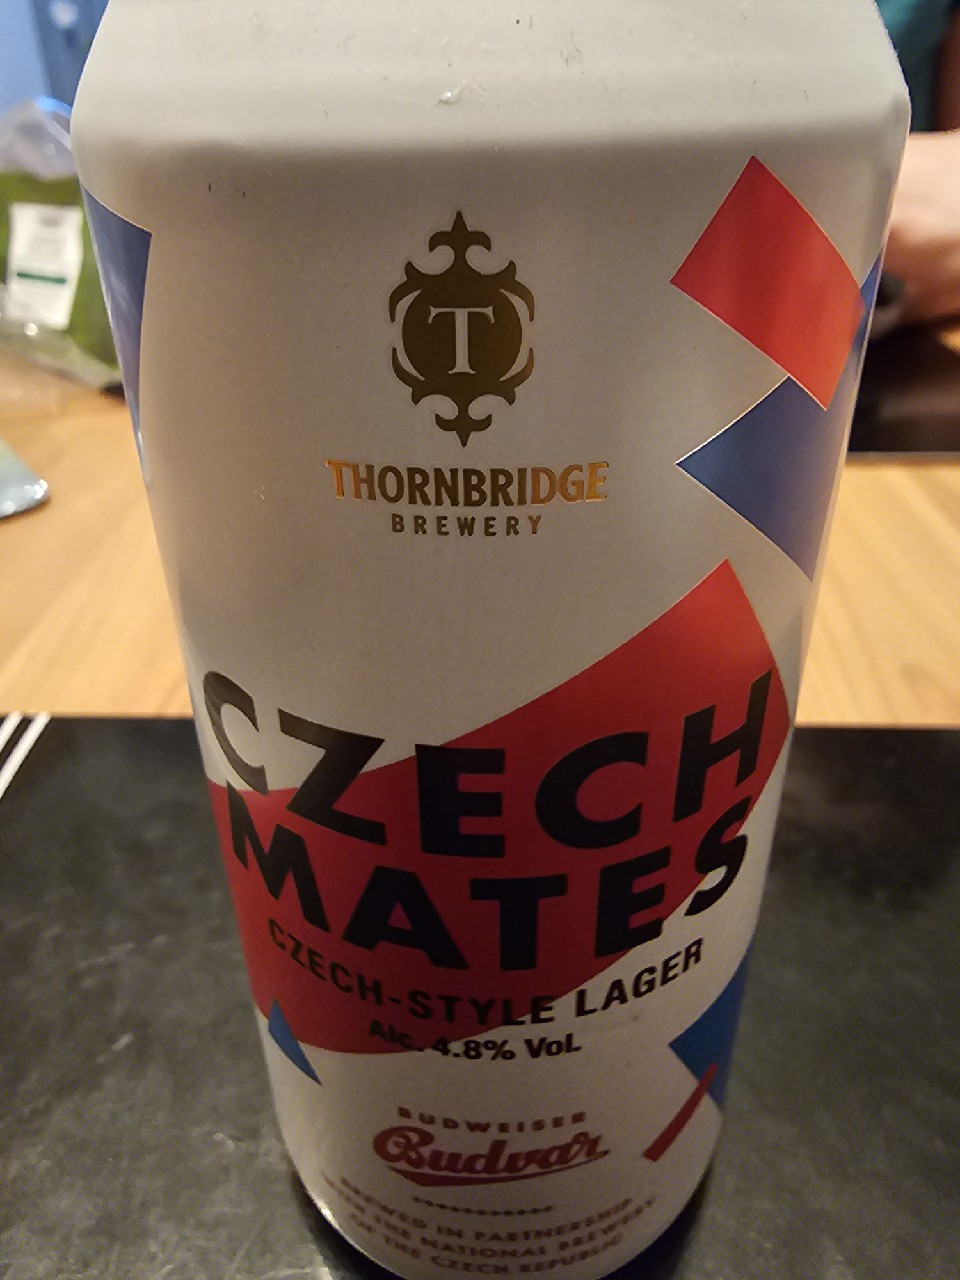 T
THORNBRIDGE
BREWERY
CZECH
MATES
CZECH-STYLE LAGER
Alc. 4.8% Vol.
BUDWEISER
Budvar
BREWED IN PARTNERSHIP
WITH THE NATIONAL BREWERY
OF THE CZECH REPUBLIC